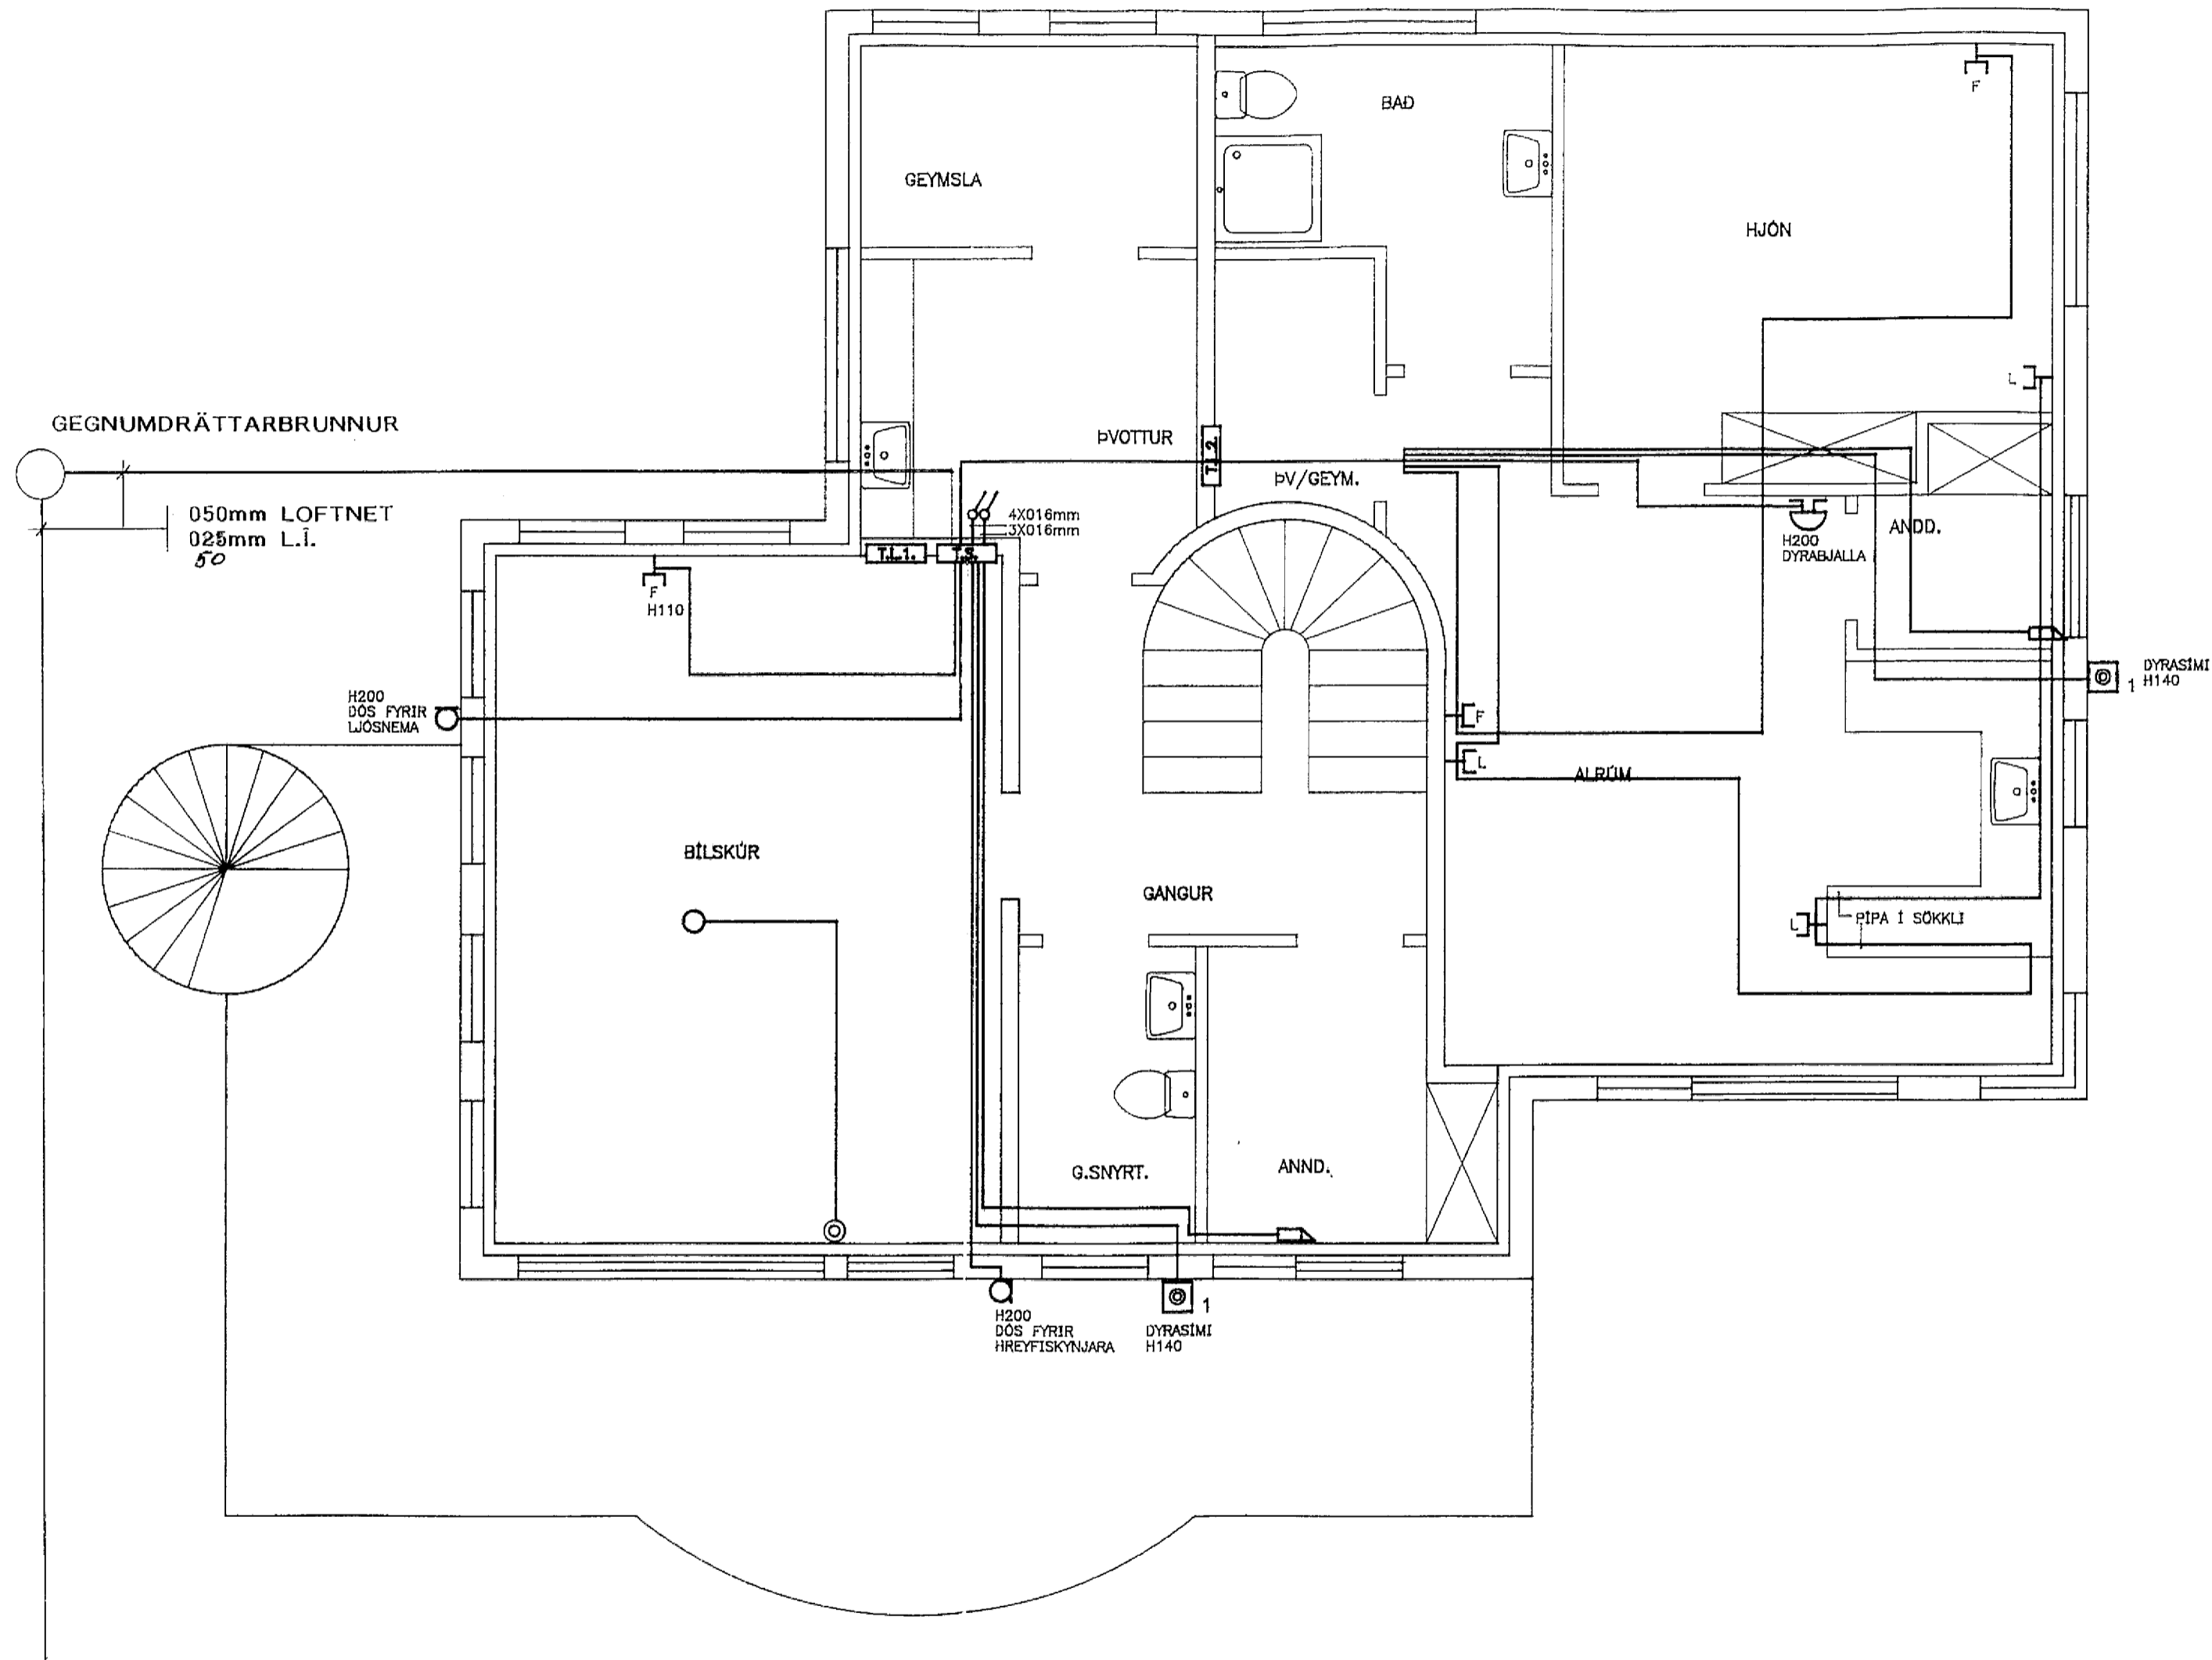 BAÐ
F
GEYMSLA
HJÓN
L
GEGNUMDRÄTTARBRUNNUR
ÞVOTTUR
T.L.2.
ÞV/GEYM.
050mm LOFTNET
025mm L.Í.
50
4X016mm
3X016mm
T.L.1.
T.S.
H200
DYRABJALLA
ANDD.
F
H110
DYRASÍMI
1 H140
H200
DÓS FYRIR
LJÓSNEMA
F
L
ALRÚM
BÍLSKÚR
GANGUR
L
PÍPA Í SÖKKLI
G.SNYRT.
ANND.
1
H200
DÓS FYRIR
HREYFISKYNJARA
DYRASÍMI
H140